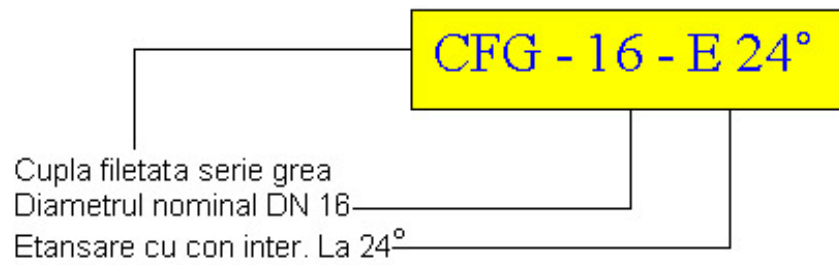 CFG - 16 - E 24°
Cupla filetata serie grea
Diametrul nominal DN 16
Etansare cu con inter. La 24°